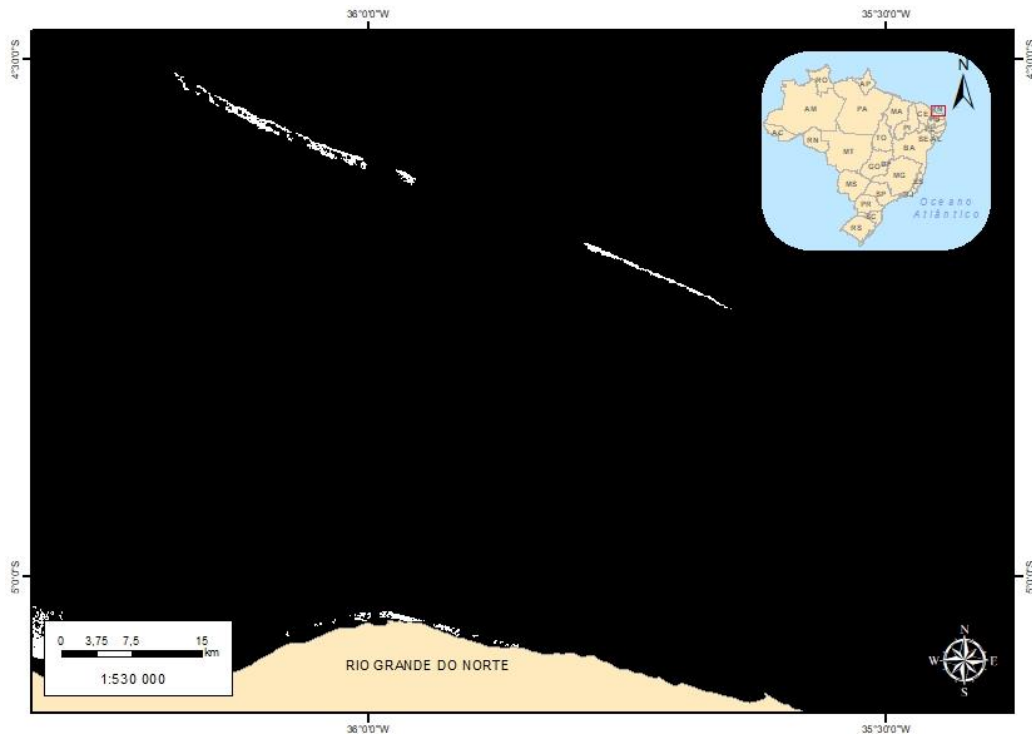 36°0'0"W 35°30'0"W
4°30'0"S 4°30'0"S
N
RO AP
AM PA MA CE RN
AC RN TO PI
SE AL
MT BA
GO DF
MS MG
ES
SP RJ
PR
SC
RS
Oceano
Atlântico
5°0'0"S 5°0'0"S
0 3,75 7,5 15
km
1:530 000
RIO GRANDE DO NORTE
N
W E
S
36°0'0"W 35°30'0"W